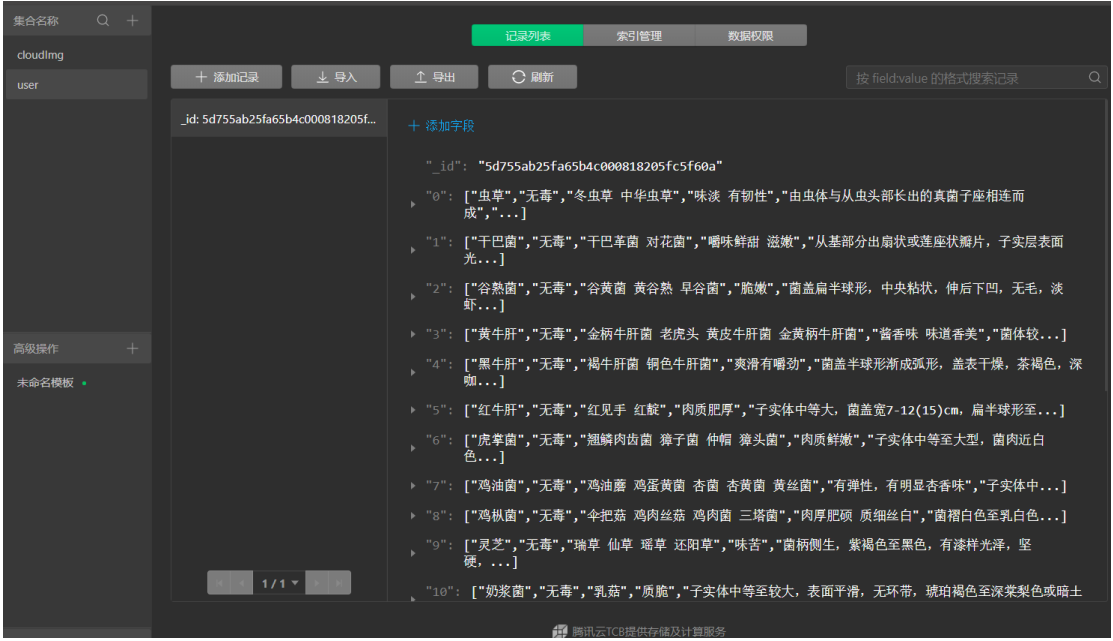 集合名称
cloudImg
user
高级操作
未命名模板
记录列表 索引管理 数据权限
添加记录 导入 导出 刷新
按 field:value 的格式搜索记录
_id: 5d755ab25fa65b4c000818205f...
添加字段
"_id": "5d755ab25fa65b4c000818205fc5f60a"
"0": ["虫草","无毒","冬虫草 中华虫草","味淡 有韧性","由虫体与从虫头部长出的真菌子座相连而
成","...]
"1": ["干巴菌","无毒","干巴革菌 对花菌","嚼味鲜甜 滋嫩","从基部分出扇状或莲座状瓣片，子实层表面
光...]
"2": ["谷熟菌","无毒","谷黄菌 黄谷熟 早谷菌","脆嫩","菌盖扁半球形，中央粘状，伸后下凹，无毛，淡
虾...]
"3": ["黄牛肝","无毒","金柄牛肝菌 老虎头 黄皮牛肝菌 金黄柄牛肝菌","酱香味 味道香美","菌体较...]
"4": ["黑牛肝","无毒","褐牛肝菌 铜色牛肝菌","爽滑有嚼劲","菌盖半球形渐成弧形，盖表干燥，茶褐色，深
咖...]
"5": ["红牛肝","无毒","红见手 红靛","肉质肥厚","子实体中等大，菌盖宽7-12(15)cm，扁半球形至...]
"6": ["虎掌菌","无毒","翘鳞肉齿菌 獐子菌 仲帽 獐头菌","肉质鲜嫩","子实体中等至大型，菌肉近白
色...]
"7": ["鸡油菌","无毒","鸡油蘑 鸡蛋黄菌 杏菌 杏黄菌 黄丝菌","有弹性，有明显杏香味","子实体中...]
"8": ["鸡枞菌","无毒","伞把菇 鸡肉丝菇 鸡肉菌 三塔菌","肉厚肥硕 质细丝白","菌褶白色至乳白色...]
"9": ["灵芝","无毒","瑞草 仙草 瑶草 还阳草","味苦","菌柄侧生，紫褐色至黑色，有漆样光泽，坚
硬，...]
"10": ["奶浆菌","无毒","乳菇","质脆","子实体中等至较大，表面平滑，无环带，琥珀褐色至深棠梨色或暗土
1/1
腾讯云TCB提供存储及计算服务